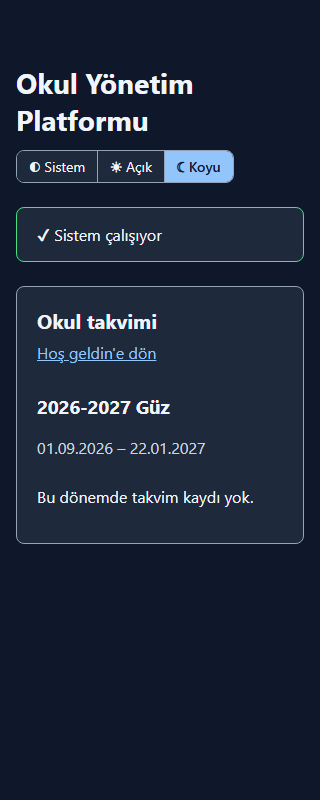 Okul Yönetim
Platformu
◐ Sistem ☀ Açık ☾ Koyu
✓ Sistem çalışıyor
Okul takvimi
Hoş geldin'e dön
2026-2027 Güz
01.09.2026 – 22.01.2027
Bu dönemde takvim kaydı yok.